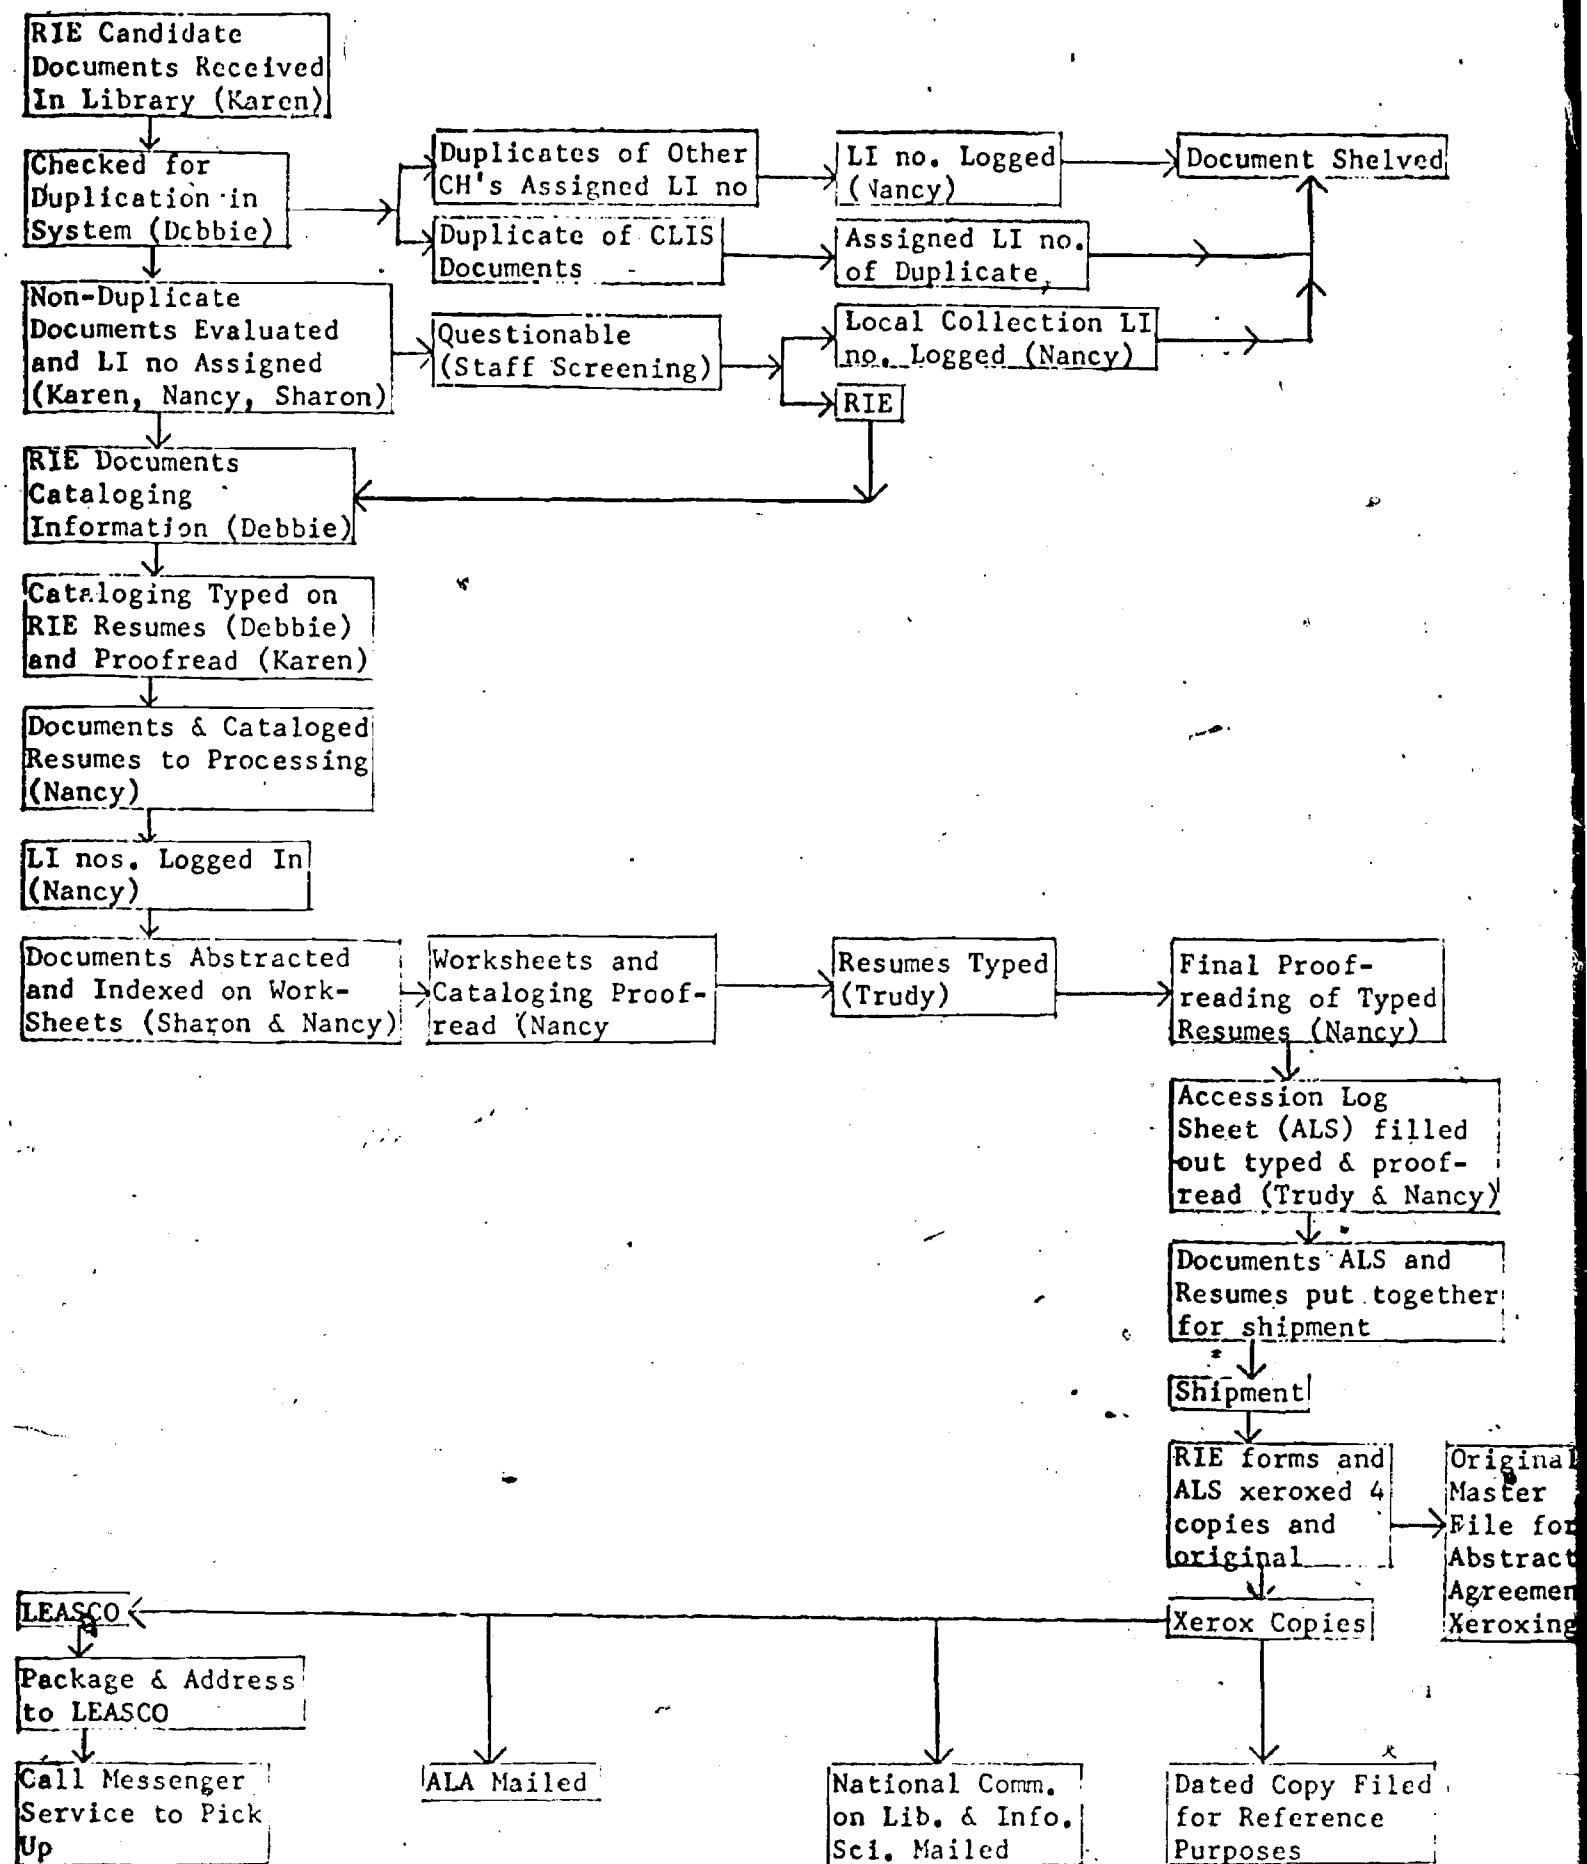 RIE Candidate
Documents Received
In Library (Karen)
Checked for
Duplication in
System (Debbie)
Duplicates of Other
CH's Assigned LI no
LI no. Logged
(Nancy)
Document Shelved
Duplicate of CLIS
Documents
Assigned LI no.
of Duplicate
Non-Duplicate
Documents Evaluated
and LI no Assigned
(Karen, Nancy, Sharon)
Questionable
(Staff Screening)
Local Collection LI
no. Logged (Nancy)
RIE
RIE Documents
Cataloging
Information (Debbie)
Cataloging Typed on
RIE Resumes (Debbie)
and Proofread (Karen)
Documents & Cataloged
Resumes to Processing
(Nancy)
LI nos. Logged In
(Nancy)
Documents Abstracted
and Indexed on Work-
Sheets (Sharon & Nancy)
Worksheets and
Cataloging Proof-
read (Nancy
Resumes Typed
(Trudy)
Final Proof-
reading of Typed
Resumes (Nancy)
Accession Log
Sheet (ALS) filled
out typed & proof-
read (Trudy & Nancy)
Documents ALS and
Resumes put together
for shipment
Shipment
RIE forms and
ALS xeroxed 4
copies and
original
Original
Master
File for
Abstract
Agreemen
Xeroxing
Xerox Copies
LEASCO
Package & Address
to LEASCO
Call Messenger
Service to Pick
Up
ALA Mailed
National Comm.
on Lib. & Info.
Sci. Mailed
Dated Copy Filed
for Reference
Purposes